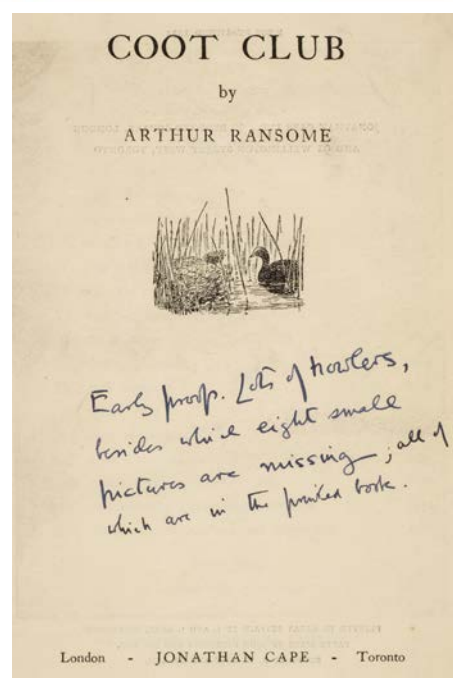 COOT CLUB
by
ARTHUR RANSOME
Early proof. Lots of howlers,
besides which eight small
pictures are missing; all of
which are in the printed book.
London - JONATHAN CAPE - Toronto